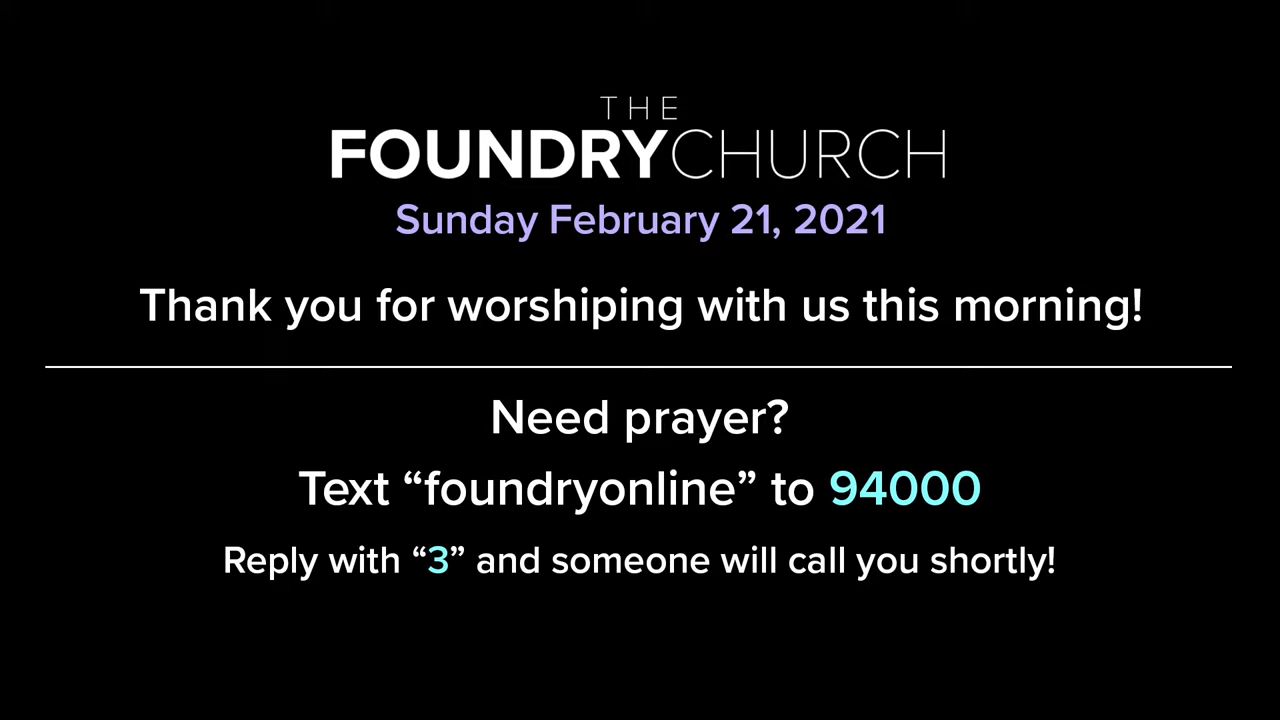 THE
FOUNDRYCHURCH
Sunday February 21, 2021
Thank you for worshiping with us this morning!
Need prayer?
Text “foundryonline” to 94000
Reply with “3” and someone will call you shortly!